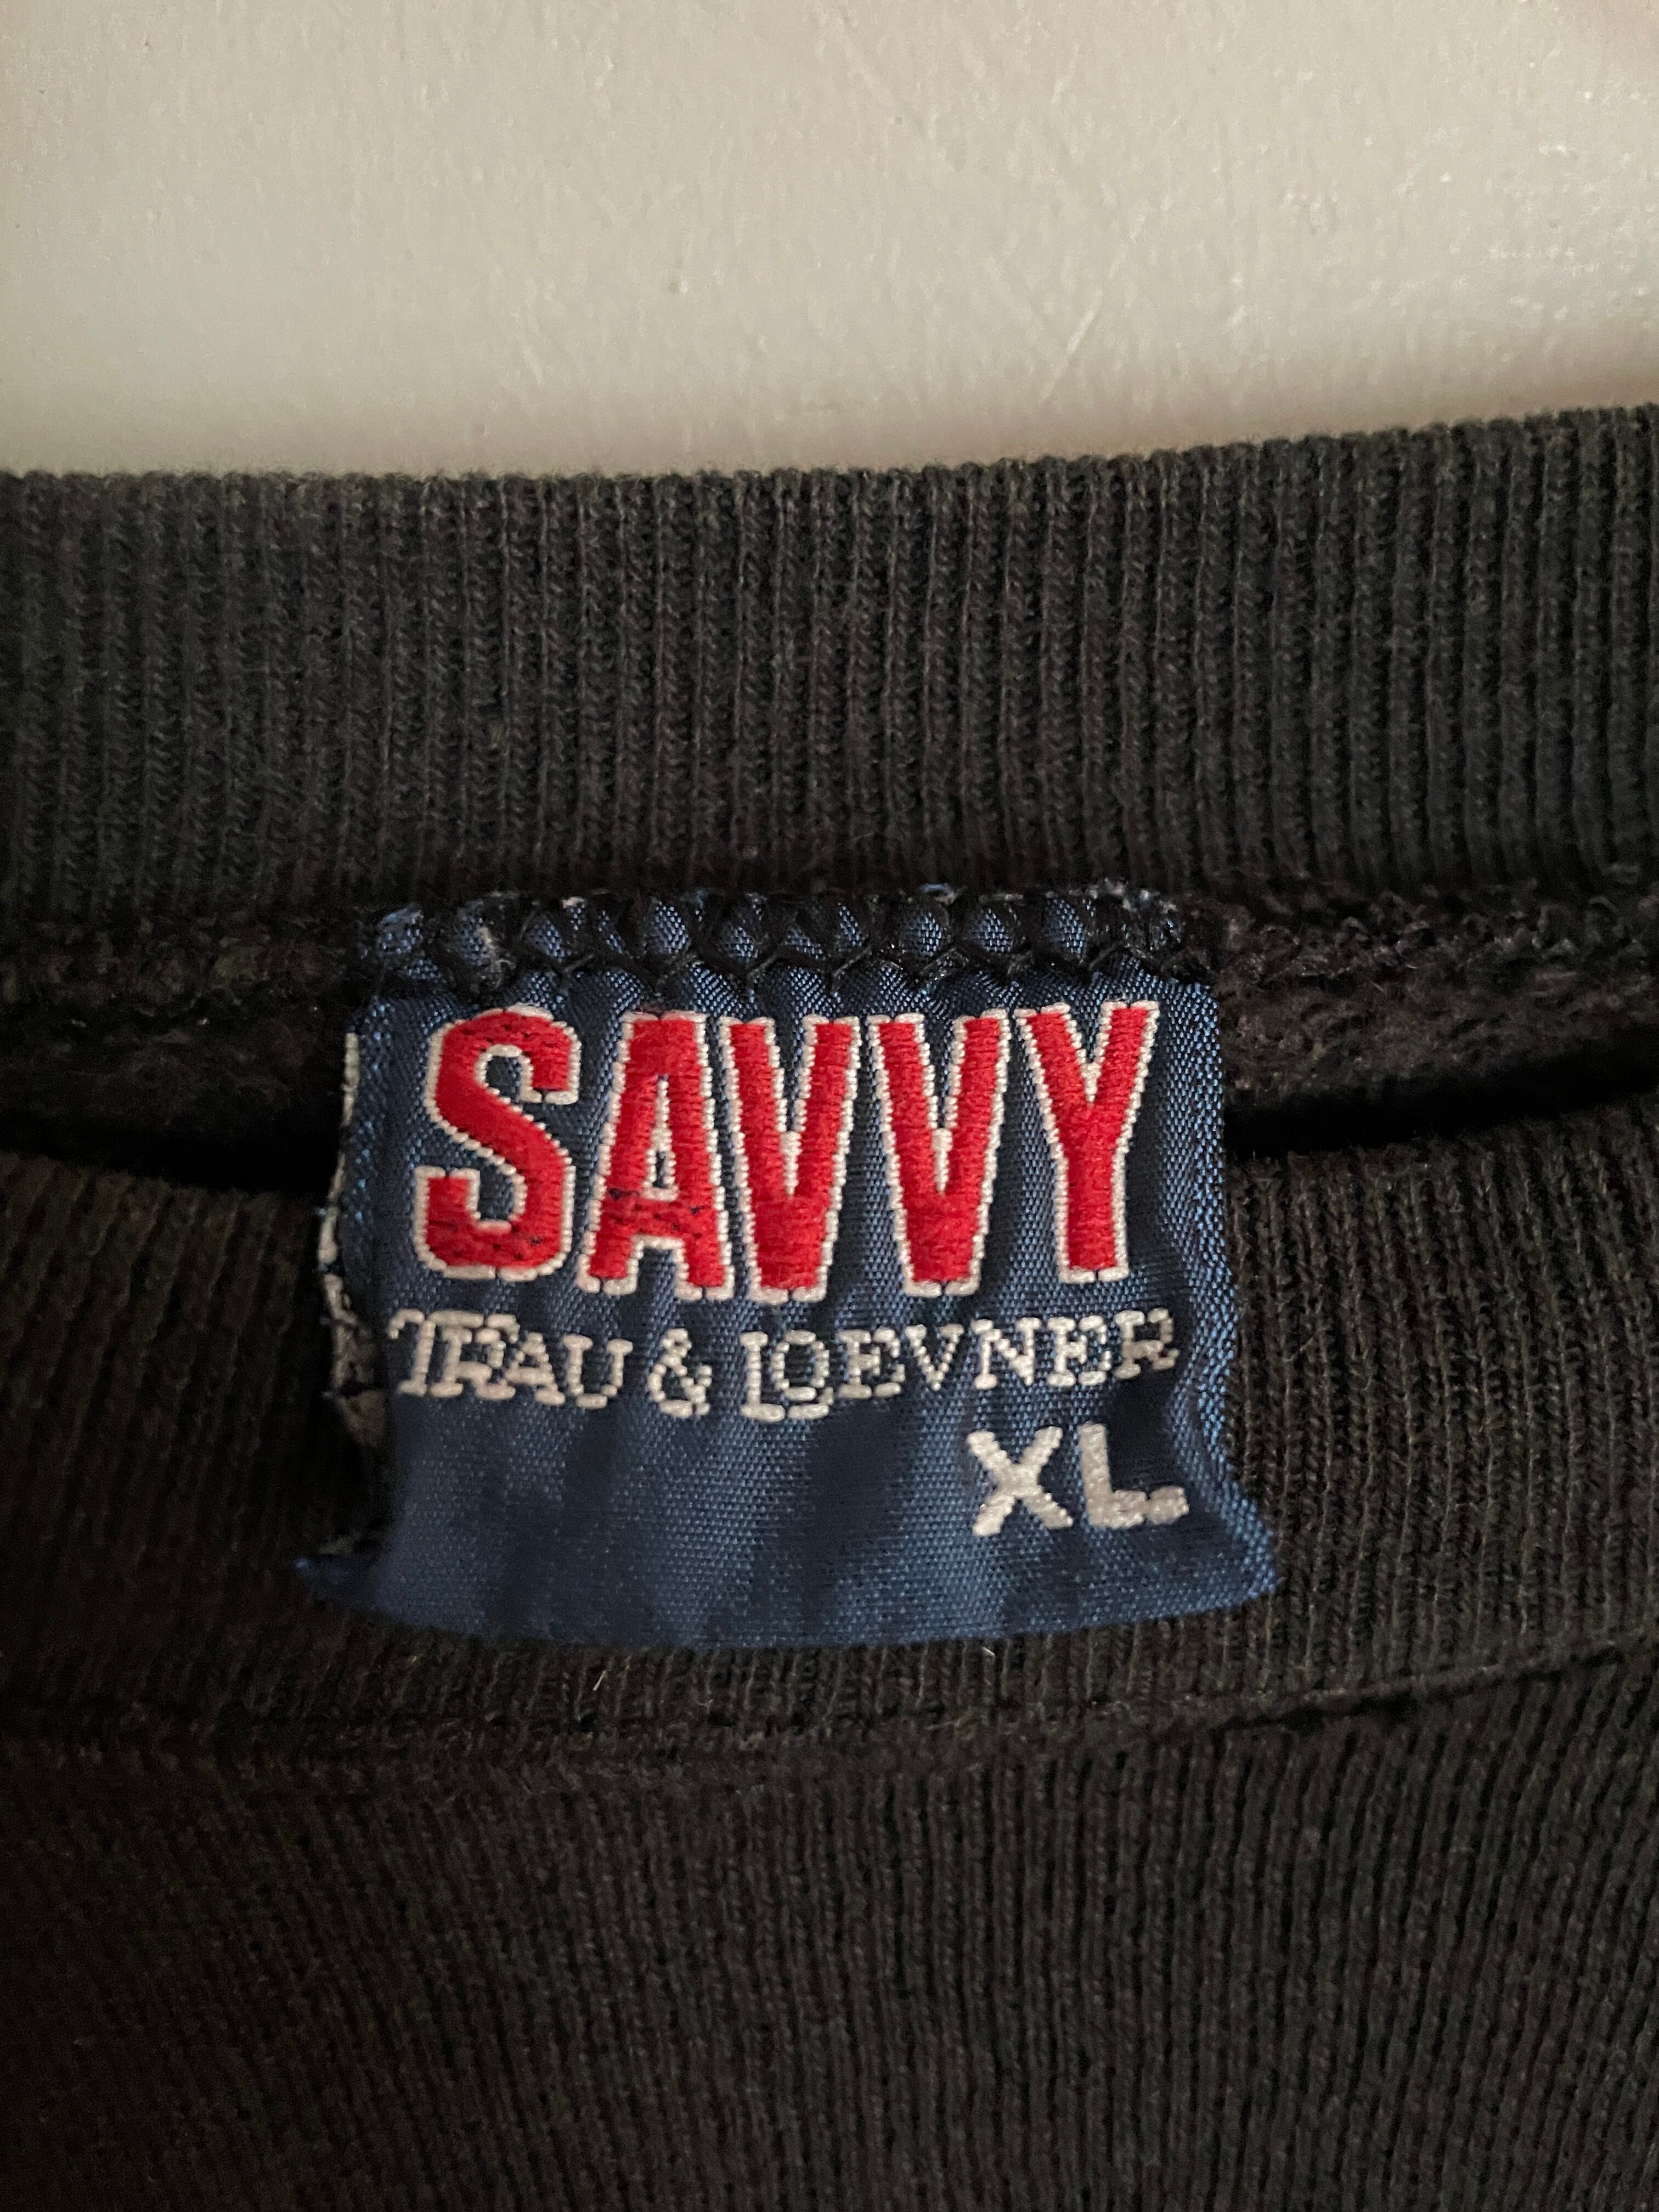 SAVVY
TRAU & LOEVNER
XL.